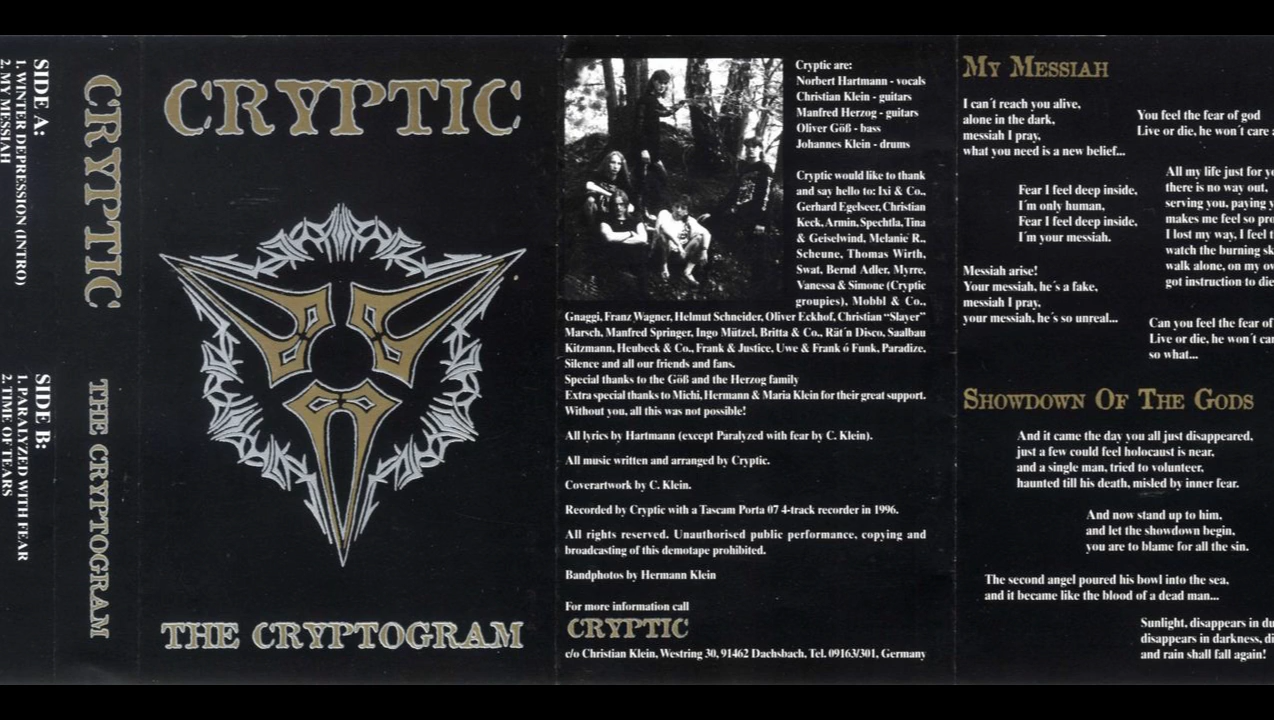 SIDE A:
1. WINTER DEPRESSION (INTRO)
2. MY MESSIAH
SIDE B:
1. PARALYZED WITH FEAR
2. TIME OF TEARS
CRYPTIC
THE CRYPTOGRAM
CRYPTIC
THE CRYPTOGRAM
Cryptic are:
Norbert Hartmann - vocals
Christian Klein - guitars
Manfred Herzog - guitars
Oliver Göß - bass
Johannes Klein - drums
Cryptic would like to thank
and say hello to: Ixi & Co.,
Gerhard Egelseer, Christian
Keck, Armin, Spechtla, Tina
& Geiselwind, Melanie R.,
Scheune, Thomas Wirth,
Swat, Bernd Adler, Myrre,
Vanessa & Simone (Cryptic
groupies), Mobbl & Co.,
Gnaggi, Franz Wagner, Helmut Schneider, Oliver Eckhof, Christian “Slayer”
Marsch, Manfred Springer, Ingo Mützel, Britta & Co., Rät´n Disco, Saalbau
Kitzmann, Heubeck & Co., Frank & Justice, Uwe & Frank ó Funk, Paradize,
Silence and all our friends and fans.
Special thanks to the Göß and the Herzog family
Extra special thanks to Michi, Hermann & Maria Klein for their great support.
Without you, all this was not possible!
All lyrics by Hartmann (except Paralyzed with fear by C. Klein).
All music written and arranged by Cryptic.
Coverartwork by C. Klein.
Recorded by Cryptic with a Tascam Porta 07 4-track recorder in 1996.
All rights reserved. Unauthorised public performance, copying and
broadcasting of this demotape prohibited.
Bandphotos by Hermann Klein
For more information call
CRYPTIC
c/o Christian Klein, Westring 30, 91462 Dachsbach, Tel. 09163/301, Germany
MY MESSIAH
I can´t reach you alive,
alone in the dark,
messiah I pray,
what you need is a new belief...
Fear I feel deep inside,
I´m only human,
Fear I feel deep inside,
I´m your messiah.
Messiah arise!
Your messiah, he´s a fake,
messiah I pray,
your messiah, he´s so unreal...
You feel the fear of god
Live or die, he won´t care
All my life just for
there is no way out,
serving you, paying
makes me feel so
I lost my way, I feel
watch the burning
walk alone, on my
got instruction to die
Can you feel the fear of
Live or die, he won´t
so what...
SHOWDOWN OF THE GODS
And it came the day you all just disappeared,
just a few could feel holocaust is near,
and a single man, tried to volunteer,
haunted till his death, misled by inner fear.
And now stand up to him,
and let the showdown begin,
you are to blame for all the sin.
The second angel poured his bowl into the sea,
and it became like the blood of a dead man...
Sunlight, disappears in
disappears in darkness,
and rain shall fall again!